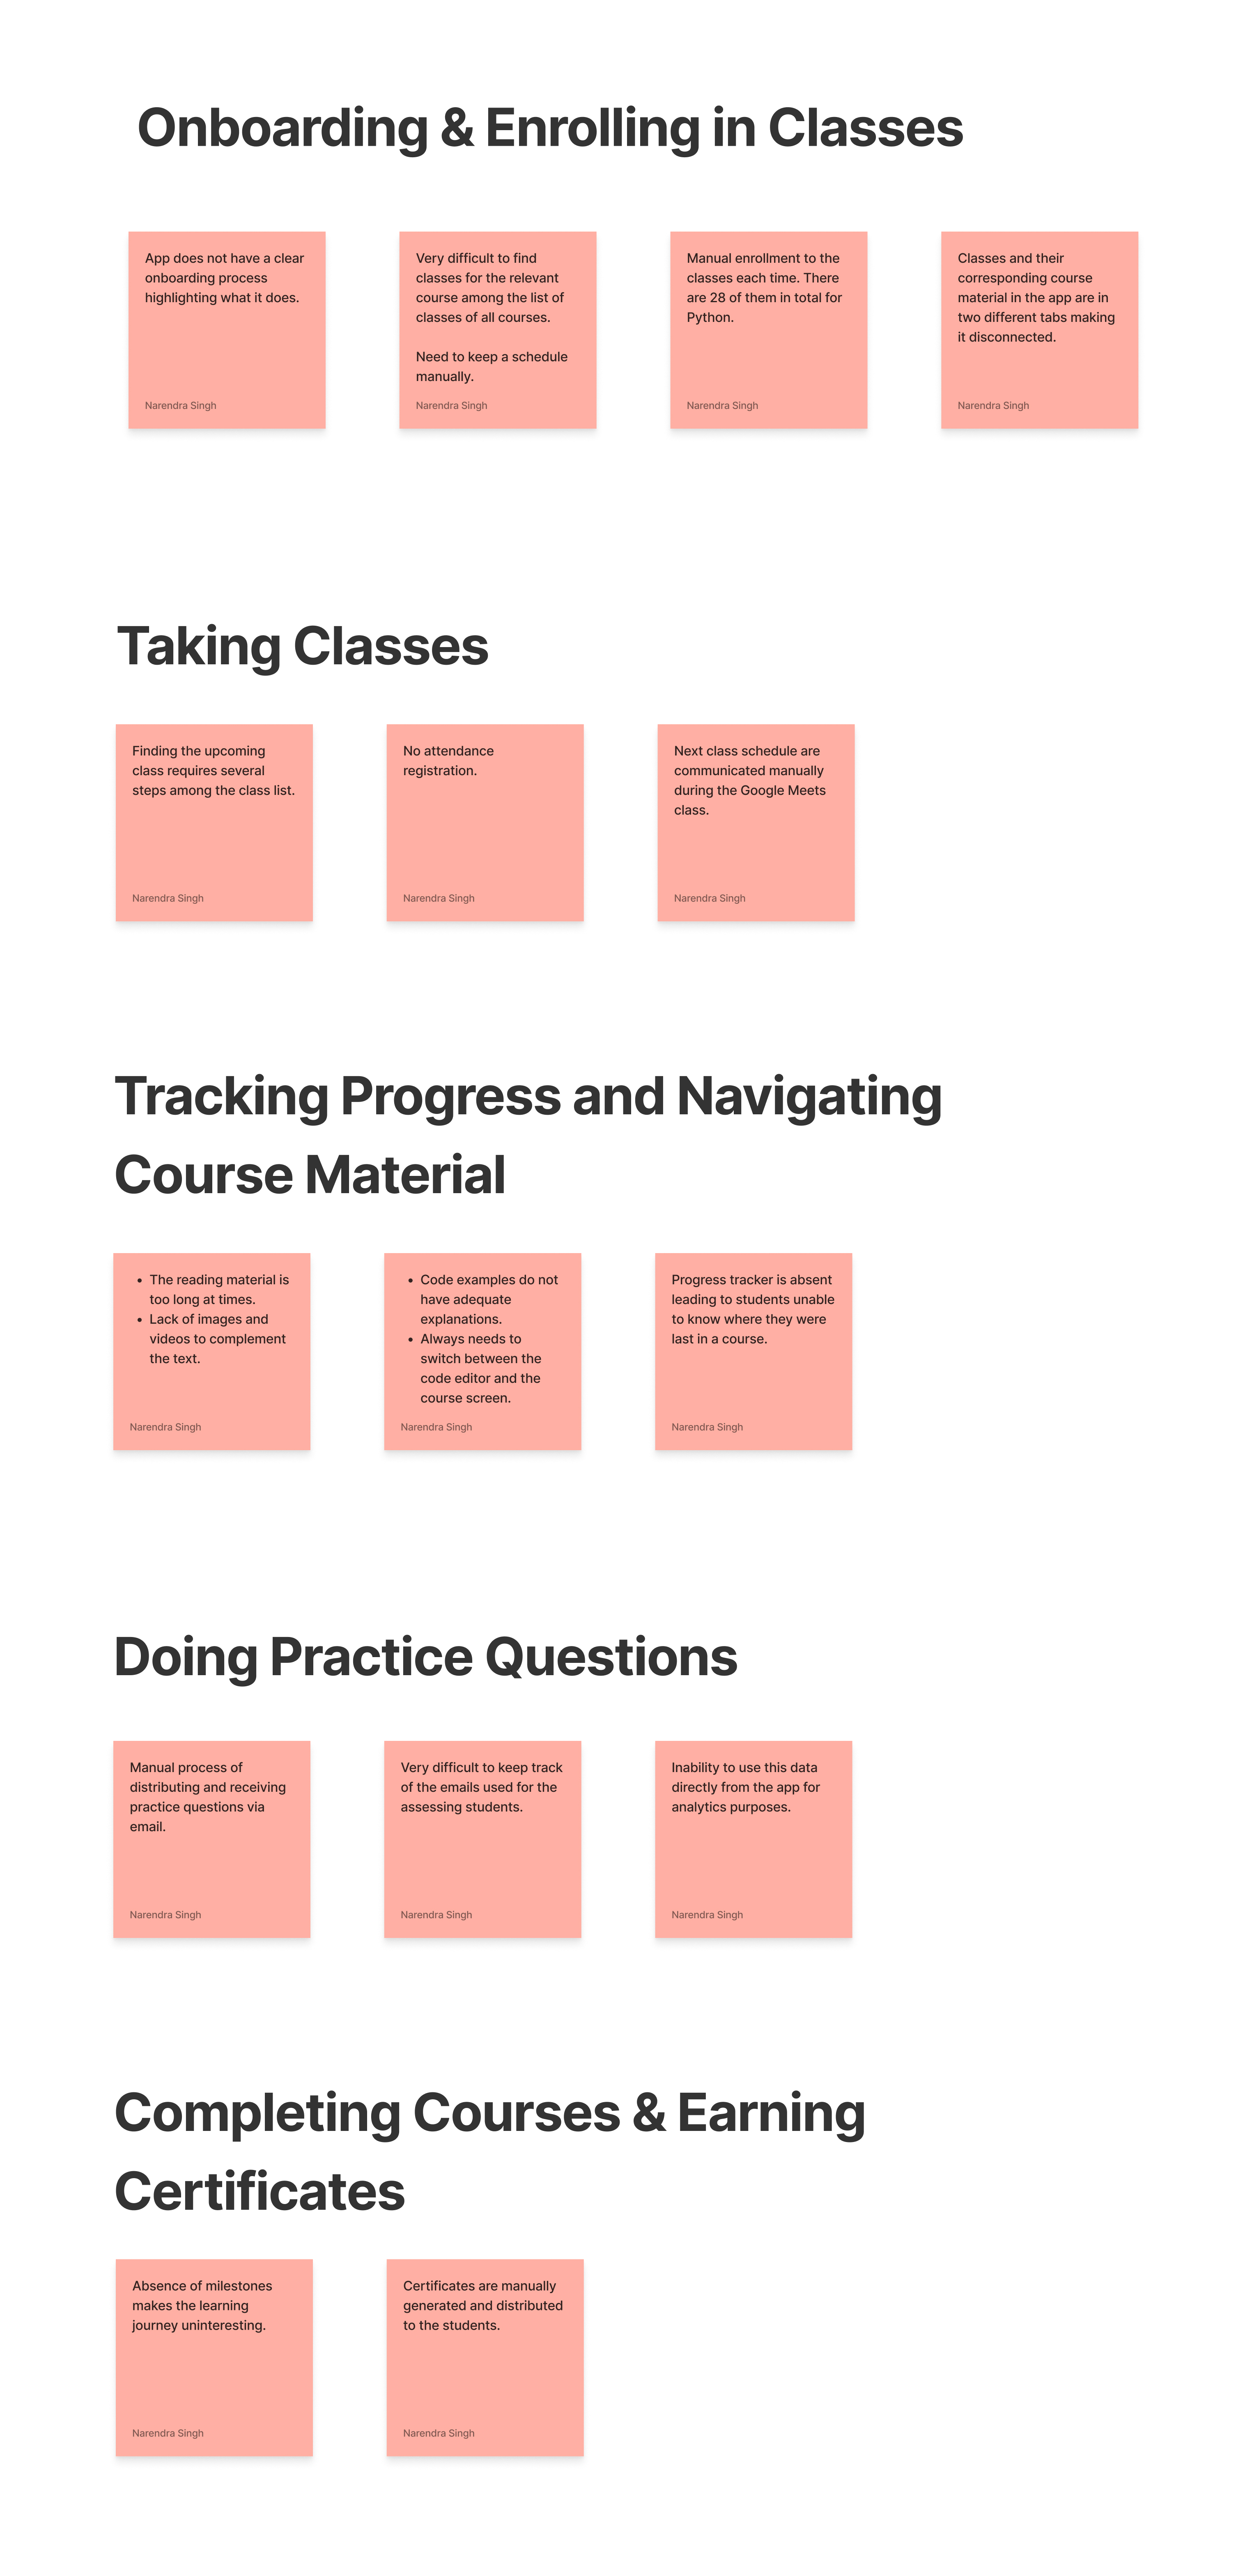 Onboarding & Enrolling in Classes
App does not have a clear
onboarding process
highlighting what it does.
Narendra Singh
Very difficult to find
classes for the relevant
course among the list of
classes of all courses.
Need to keep a schedule
manually.
Narendra Singh
Manual enrollment to the
classes each time. There
are 28 of them in total for
Python.
Narendra Singh
Classes and their
corresponding course
material in the app are in
two different tabs making
it disconnected.
Narendra Singh
Taking Classes
Finding the upcoming
class requires several
steps among the class list.
Narendra Singh
No attendance
registration.
Narendra Singh
Next class schedule are
communicated manually
during the Google Meets
class.
Narendra Singh
Tracking Progress and Navigating
Course Material
• The reading material is
too long at times.
• Lack of images and
videos to complement
the text.
Narendra Singh
• Code examples do not
have adequate
explanations.
• Always needs to
switch between the
code editor and the
course screen.
Narendra Singh
Progress tracker is absent
leading to students unable
to know where they were
last in a course.
Narendra Singh
Doing Practice Questions
Manual process of
distributing and receiving
practice questions via
email.
Narendra Singh
Very difficult to keep track
of the emails used for the
assessing students.
Narendra Singh
Inability to use this data
directly from the app for
analytics purposes.
Narendra Singh
Completing Courses & Earning
Certificates
Absence of milestones
makes the learning
journey uninteresting.
Narendra Singh
Certificates are manually
generated and distributed
to the students.
Narendra Singh